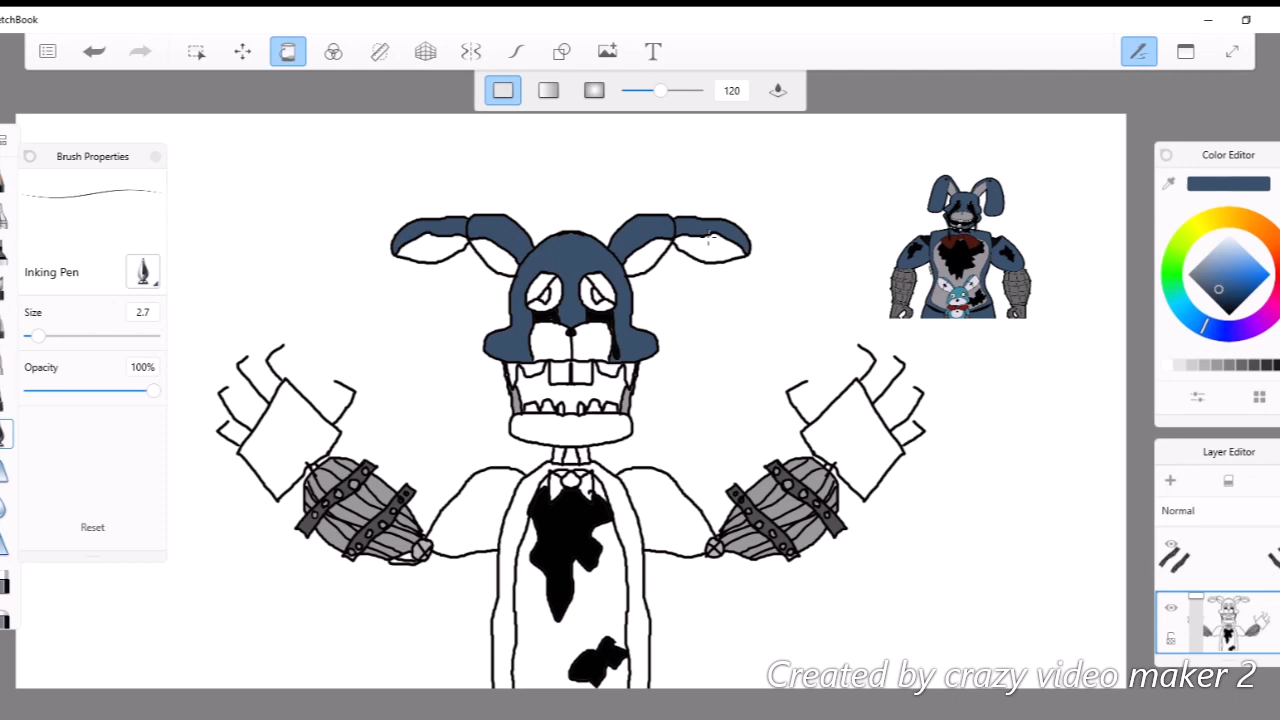 etchBook
T
120
Brush Properties
Inking Pen
Size
2.7
Opacity
100%
Reset
Color Editor
Layer Editor
Normal
Created by crazy video maker 2